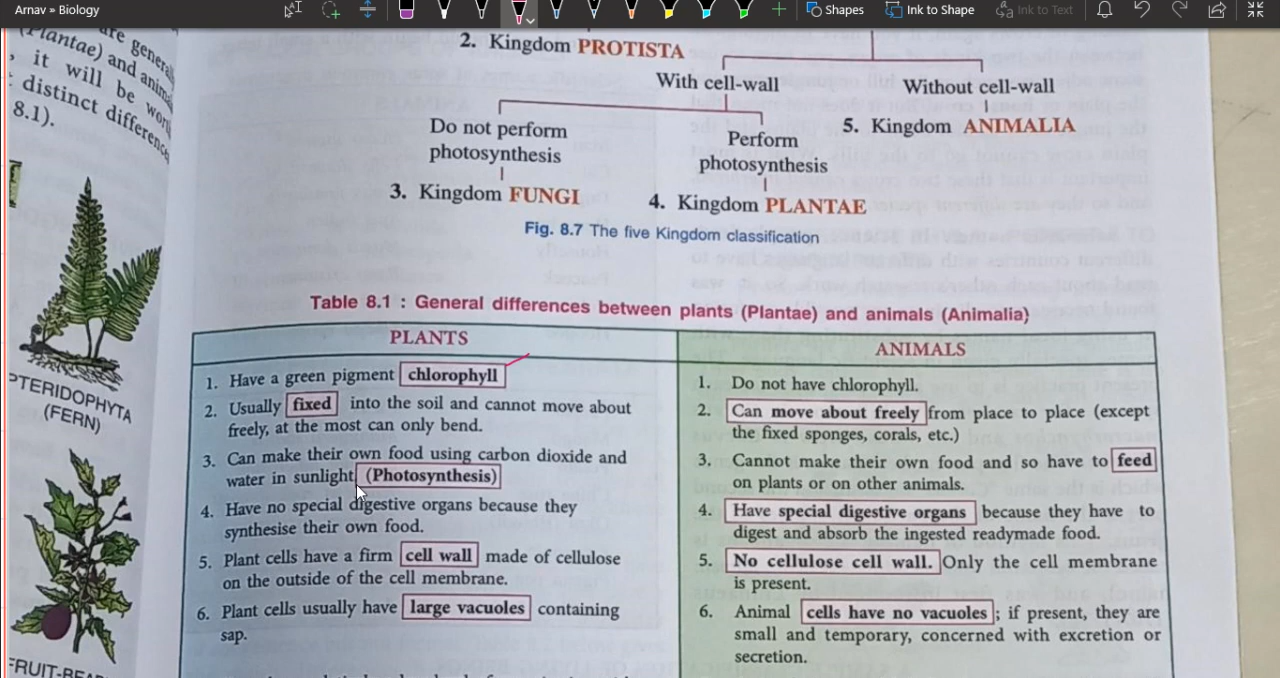 Arnav » Biology
Shapes
Ink to Shape
Ink to Text
are general
(Plantae) and
it will be
distinct
8.1).
PTERIDOPHYTA
(FERN)
2. Kingdom PROTISTA
With cell-wall
Without cell-wall
Do not perform
photosynthesis
Perform
photosynthesis
5. Kingdom ANIMALIA
3. Kingdom FUNGI
4. Kingdom PLANTAE
Fig. 8.7 The five Kingdom classification
Table 8.1 : General differences between plants (Plantae) and animals (Animalia)
PLANTS
1. Have a green pigment chlorophyll
2. Usually fixed into the soil and cannot move about
freely, at the most can only bend.
3. Can make their own food using carbon dioxide and
water in sunlight (Photosynthesis)
4. Have no special digestive organs because they
synthesise their own food.
5. Plant cells have a firm cell wall made of cellulose
on the outside of the cell membrane.
6. Plant cells usually have large vacuoles containing
sap.
ANIMALS
1. Do not have chlorophyll.
2. Can move about freely from place to place (except
the fixed sponges, corals, etc.)
3. Cannot make their own food and so have to feed
on plants or on other animals.
4. Have special digestive organs because they have to
digest and absorb the ingested readymade food.
5. No cellulose cell wall. Only the cell membrane
is present.
6. Animal cells have no vacuoles; if present, they are
small and temporary, concerned with excretion or
secretion.